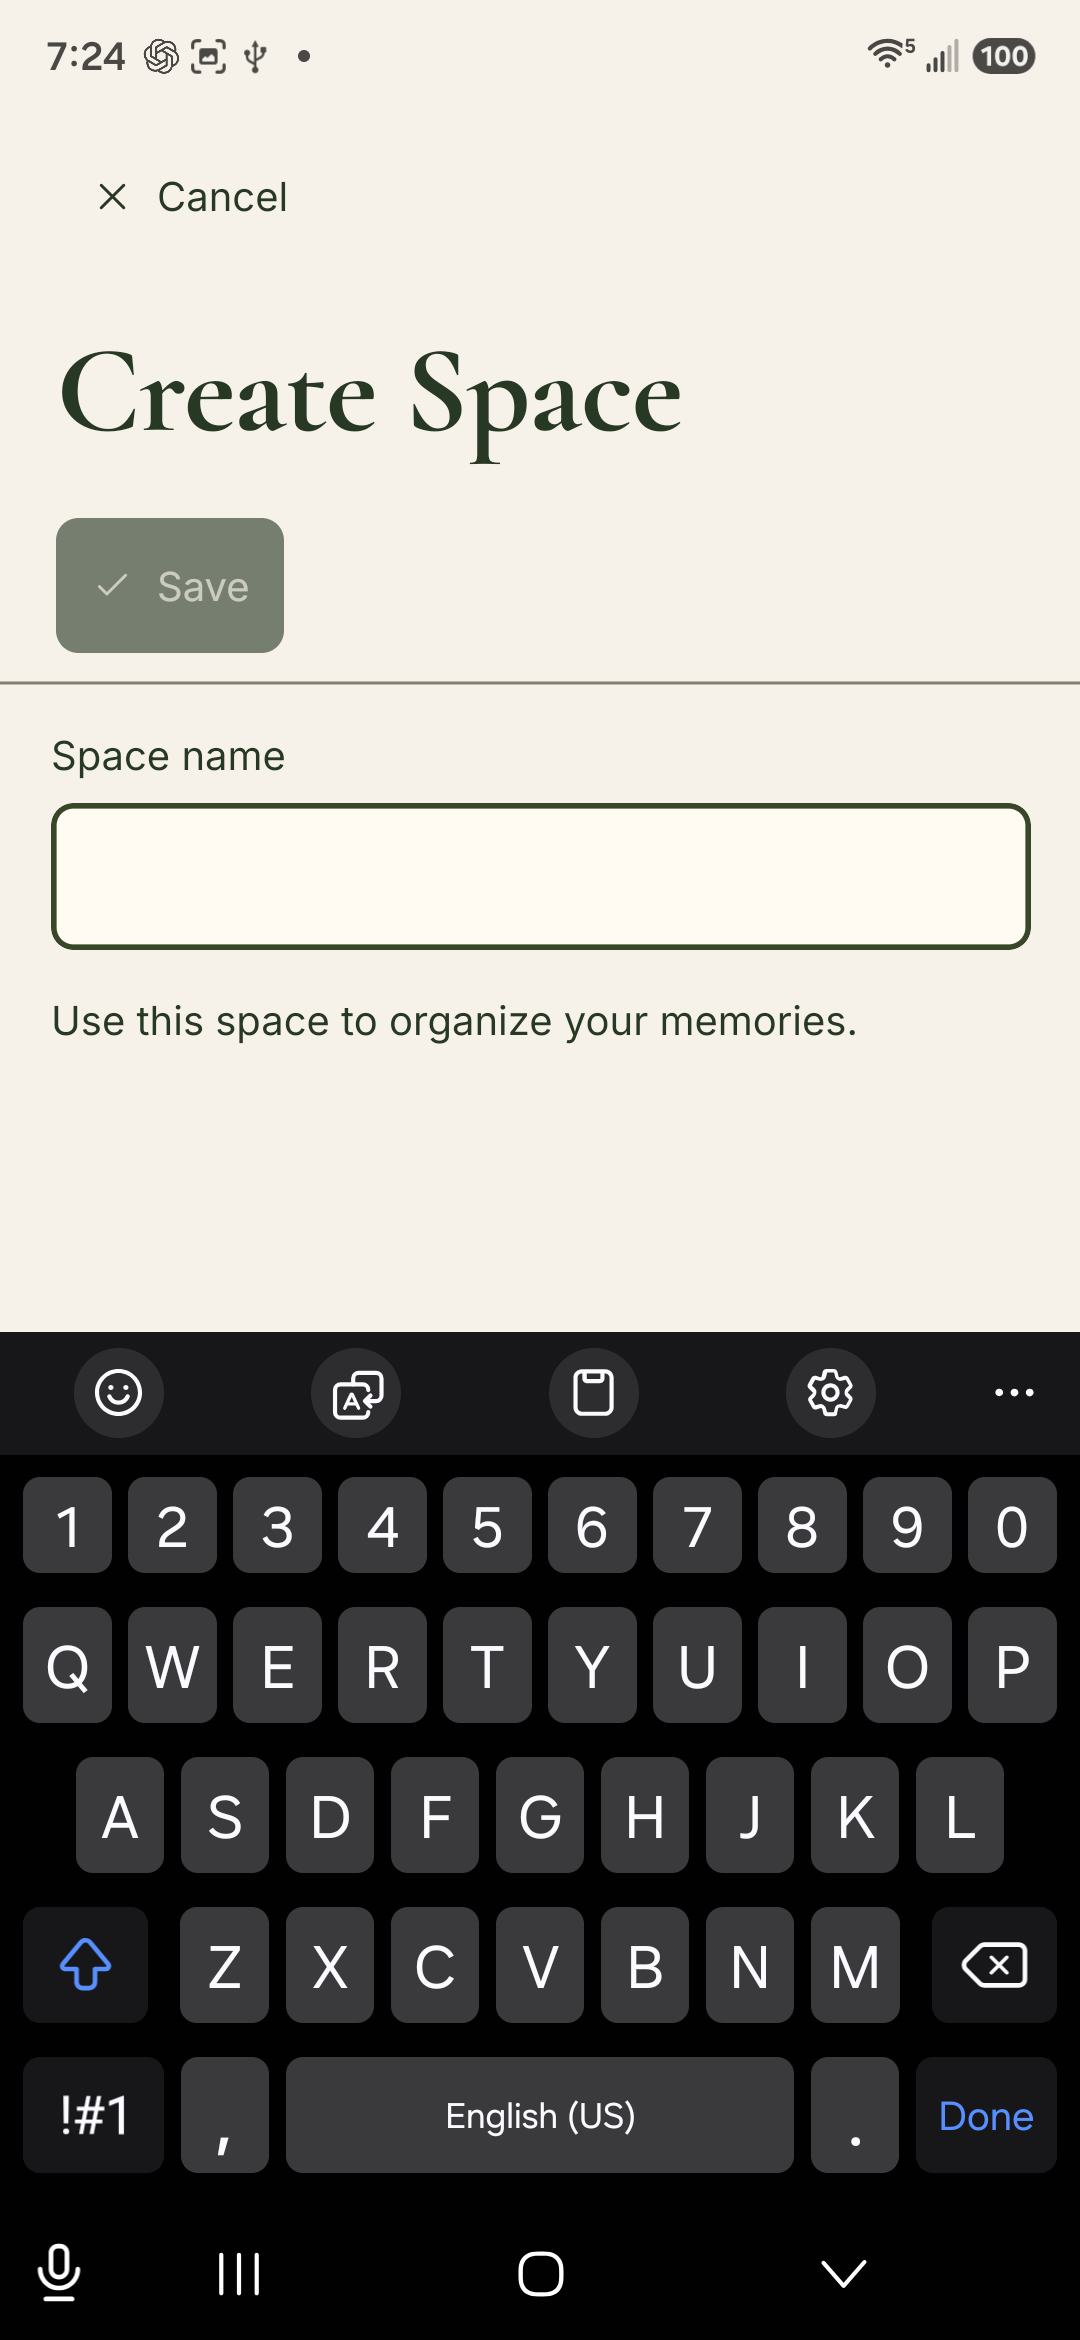 7:24 5 100
Cancel
Create Space
Save
Space name
Use this space to organize your memories.
A
1 2 3 4 5 6 7 8 9 0
Q W E R T Y U I O P
A S D F G H J K L
Z X C V B N M
!#1 , English (US) . Done